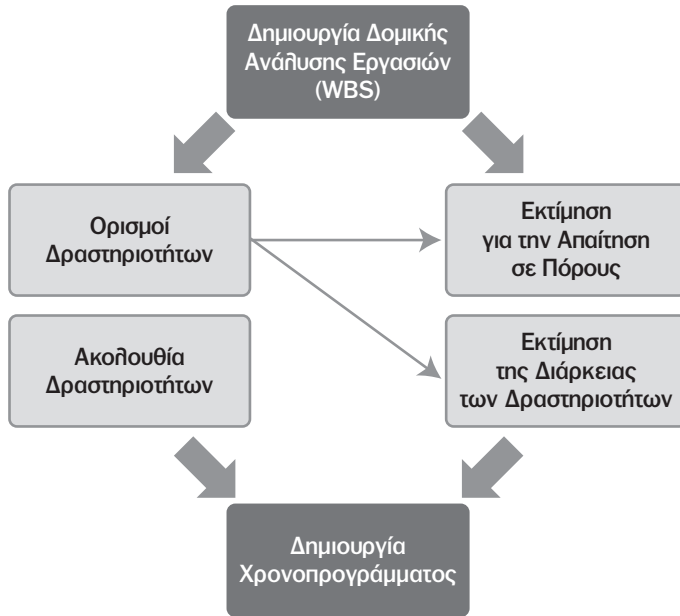 Δημιουργία Δομικής
Ανάλυσης Εργασιών
(WBS)
Ορισμοί
Δραστηριοτήτων
Εκτίμηση
για την Απαίτηση
σε Πόρους
Ακολουθία
Δραστηριοτήτων
Εκτίμηση
της Διάρκειας
των Δραστηριοτήτων
Δημιουργία
Χρονοπρογράμματος